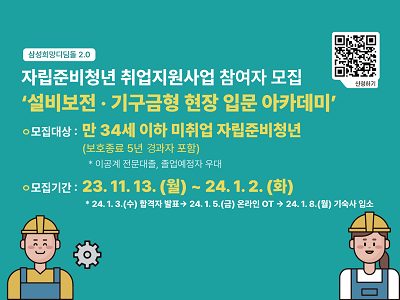 삼성희망디딤돌 2.0
신청하기
자립준비청년 취업지원사업 참여자 모집
‘설비보전 · 기구금형 현장 입문 아카데미’
모집대상 : 만 34세 이하 미취업 자립준비청년
(보호종료 5년 경과자 포함)
* 이공계 전문대졸, 졸업예정자 우대
모집기간 : 23. 11. 13. (월) ~ 24. 1. 2. (화)
* 24. 1. 3.(수) 합격자 발표→ 24. 1. 5.(금) 온라인 OT → 24. 1. 8.(월) 기숙사 입소